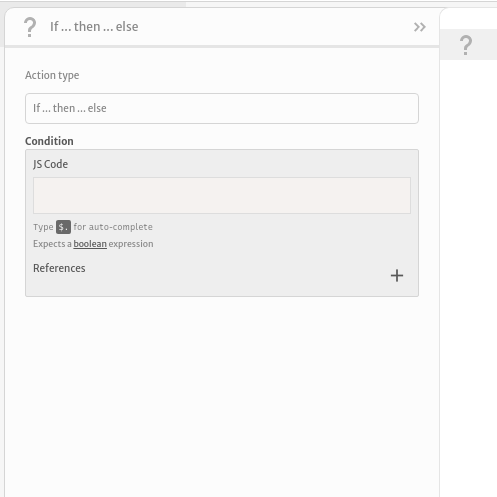 ? If ... then ... else »
?
Action type
If ... then ... else
Condition
JS Code
Type $. for auto-complete
Expects a boolean expression
References +